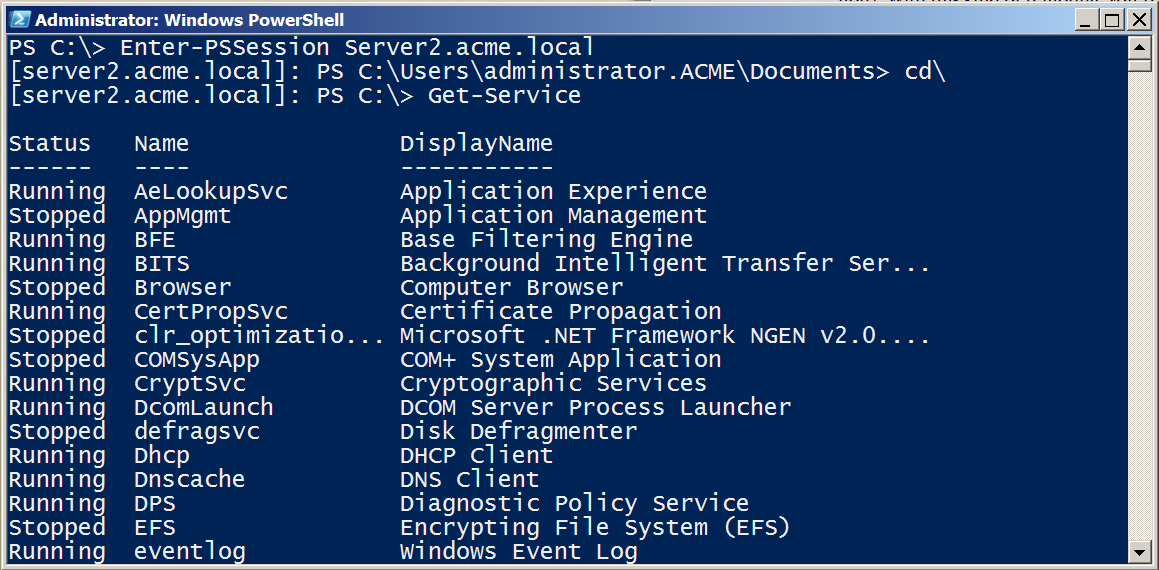 Administrator: Windows PowerShell
PS C:\> Enter-PSSession Server2.acme.local
[server2.acme.local]: PS C:\Users\administrator.ACME\Documents> cd\
[server2.acme.local]: PS C:\> Get-Service
Status   Name               DisplayName
------   ----               -----------
Running  AeLookupSvc        Application Experience
Stopped  AppMgmt            Application Management
Running  BFE                Base Filtering Engine
Running  BITS               Background Intelligent Transfer Ser...
Stopped  Browser            Computer Browser
Running  CertPropSvc        Certificate Propagation
Stopped  clr_optimizatio... Microsoft .NET Framework NGEN v2.0....
Stopped  COMSysApp          COM+ System Application
Running  CryptSvc           Cryptographic Services
Running  DcomLaunch         DCOM Server Process Launcher
Stopped  defragsvc          Disk Defragmenter
Running  Dhcp               DHCP Client
Running  Dnscache           DNS Client
Running  DPS                Diagnostic Policy Service
Stopped  EFS                Encrypting File System (EFS)
Running  eventlog           Windows Event Log